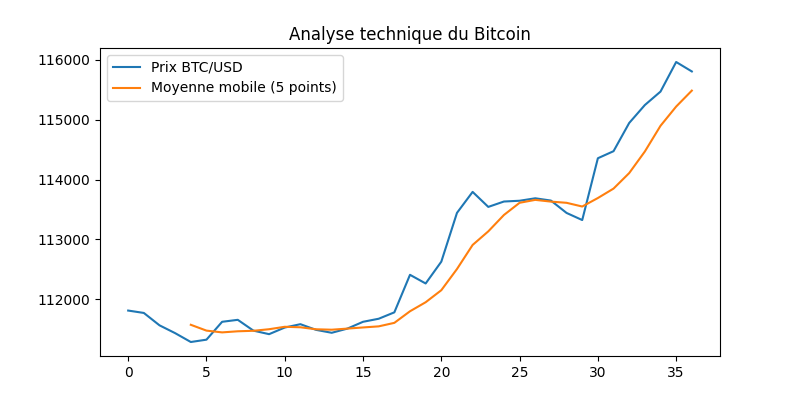 Analyse technique du Bitcoin
Prix BTC/USD
Moyenne mobile (5 points)
116000
115000
114000
113000
112000
0 5 10 15 20 25 30 35